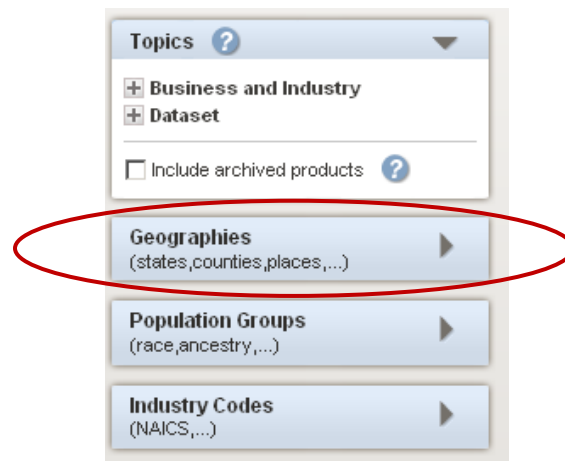 Topics ?
Business and Industry
Dataset
Include archived products ?
Geographies
(states,counties,places,...)
Population Groups
(race,ancestry,...)
Industry Codes
(NAICS,...)